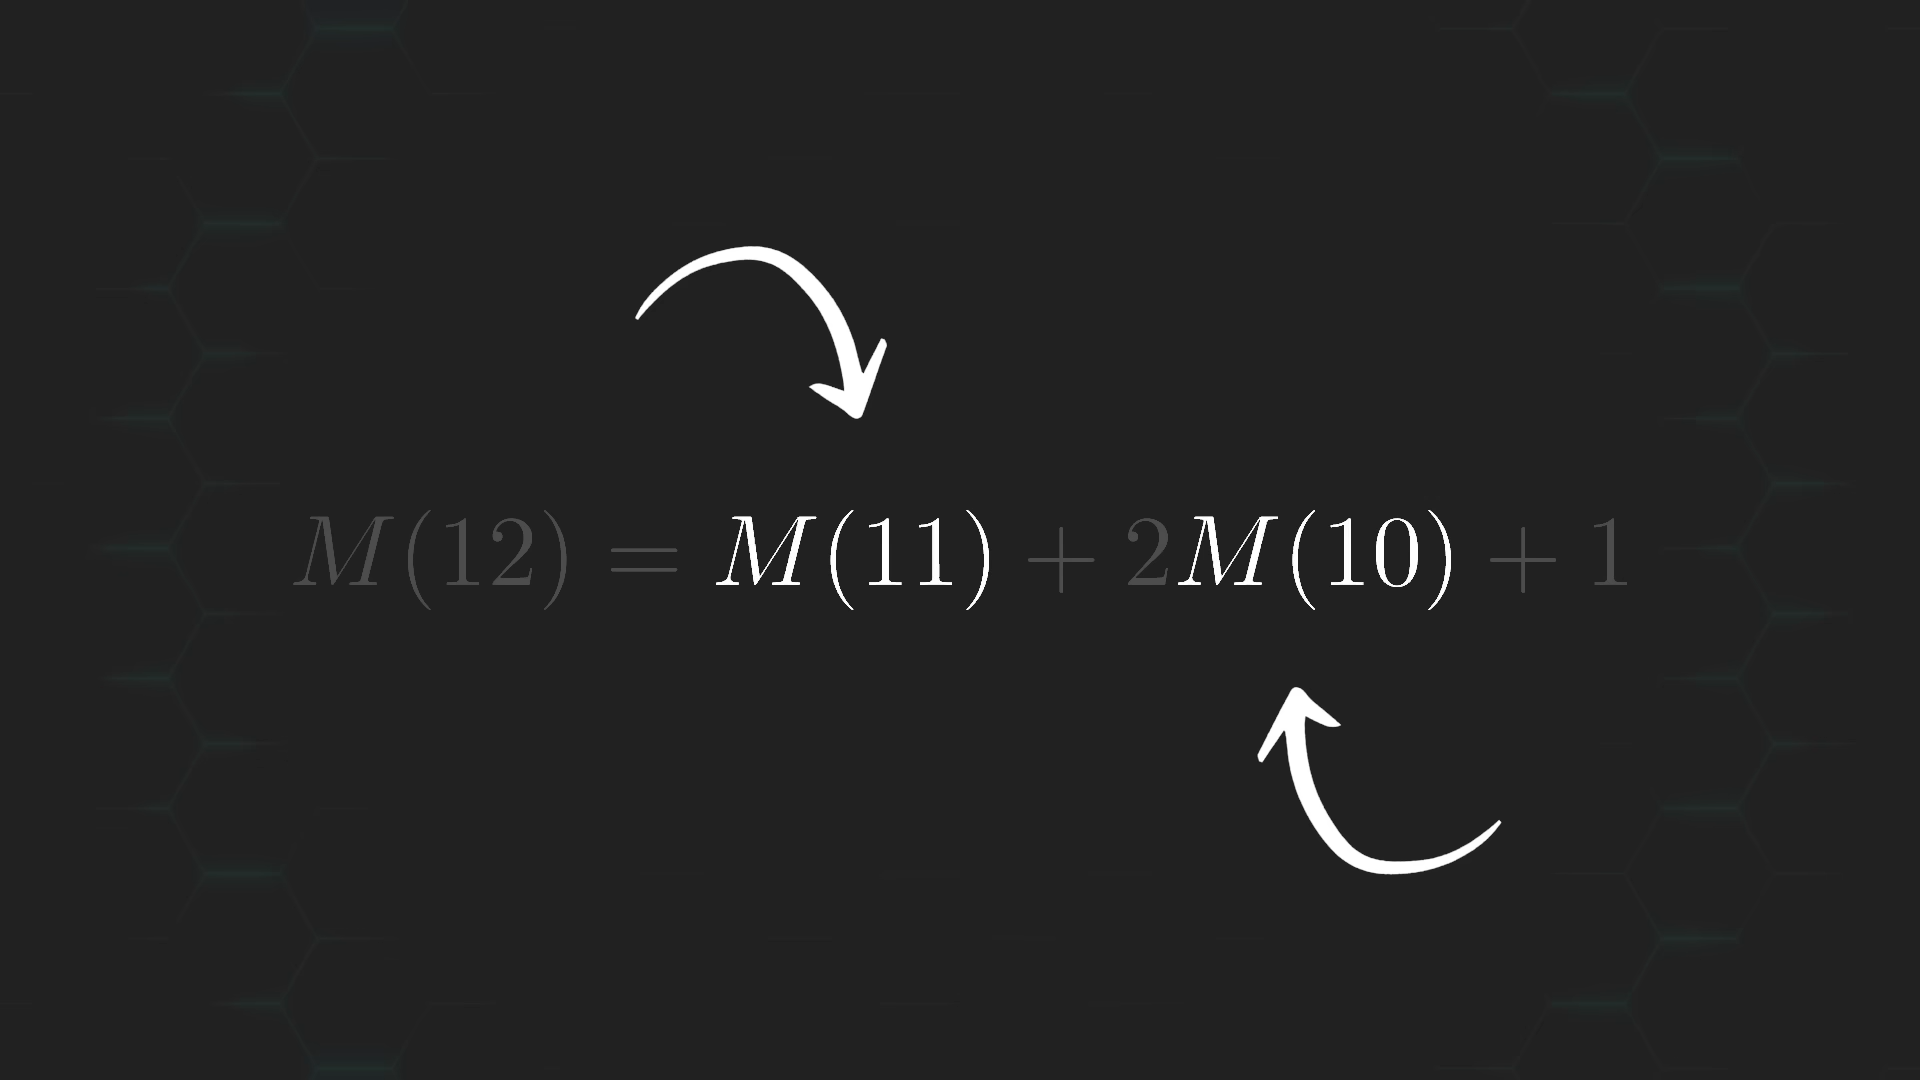 M(12) = M(11) + 2M(10) + 1